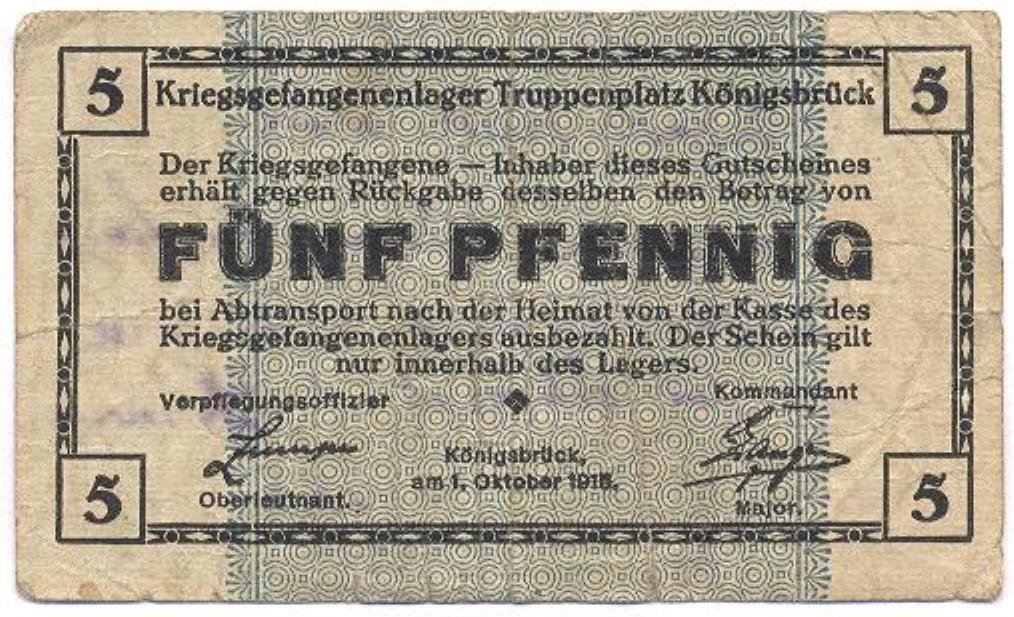 5 Kriegsgefangenenlager Truppenplatz Königsbrück 5
Der Kriegsgefangene — Inhaber dieses Gutscheines
erhält gegen Rückgabe desselben den Betrag von
FÜNF PFENNIG
bei Abtransport nach der Heimat von der Kasse des
Kriegsgefangenenlagers ausbezahlt. Der Schein gilt
nur innerhalb des Lagers.
Verpflegungsoffizier Kommandant
Königsbrück,
am 1. Oktober 1915.
Oberleutnant. Major.
5 5